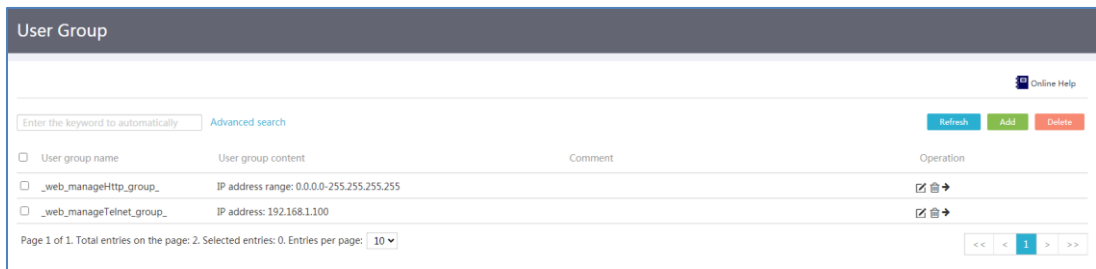 User Group
Online Help
Enter the keyword to automatically Advanced search Refresh Add Delete
User group name User group content Comment Operation
_web_manageHttp_group_ IP address range: 0.0.0.0-255.255.255.255
_web_manageTelnet_group_ IP address: 192.168.1.100
Page 1 of 1. Total entries on the page: 2. Selected entries: 0. Entries per page: 10 << < 1 > >>